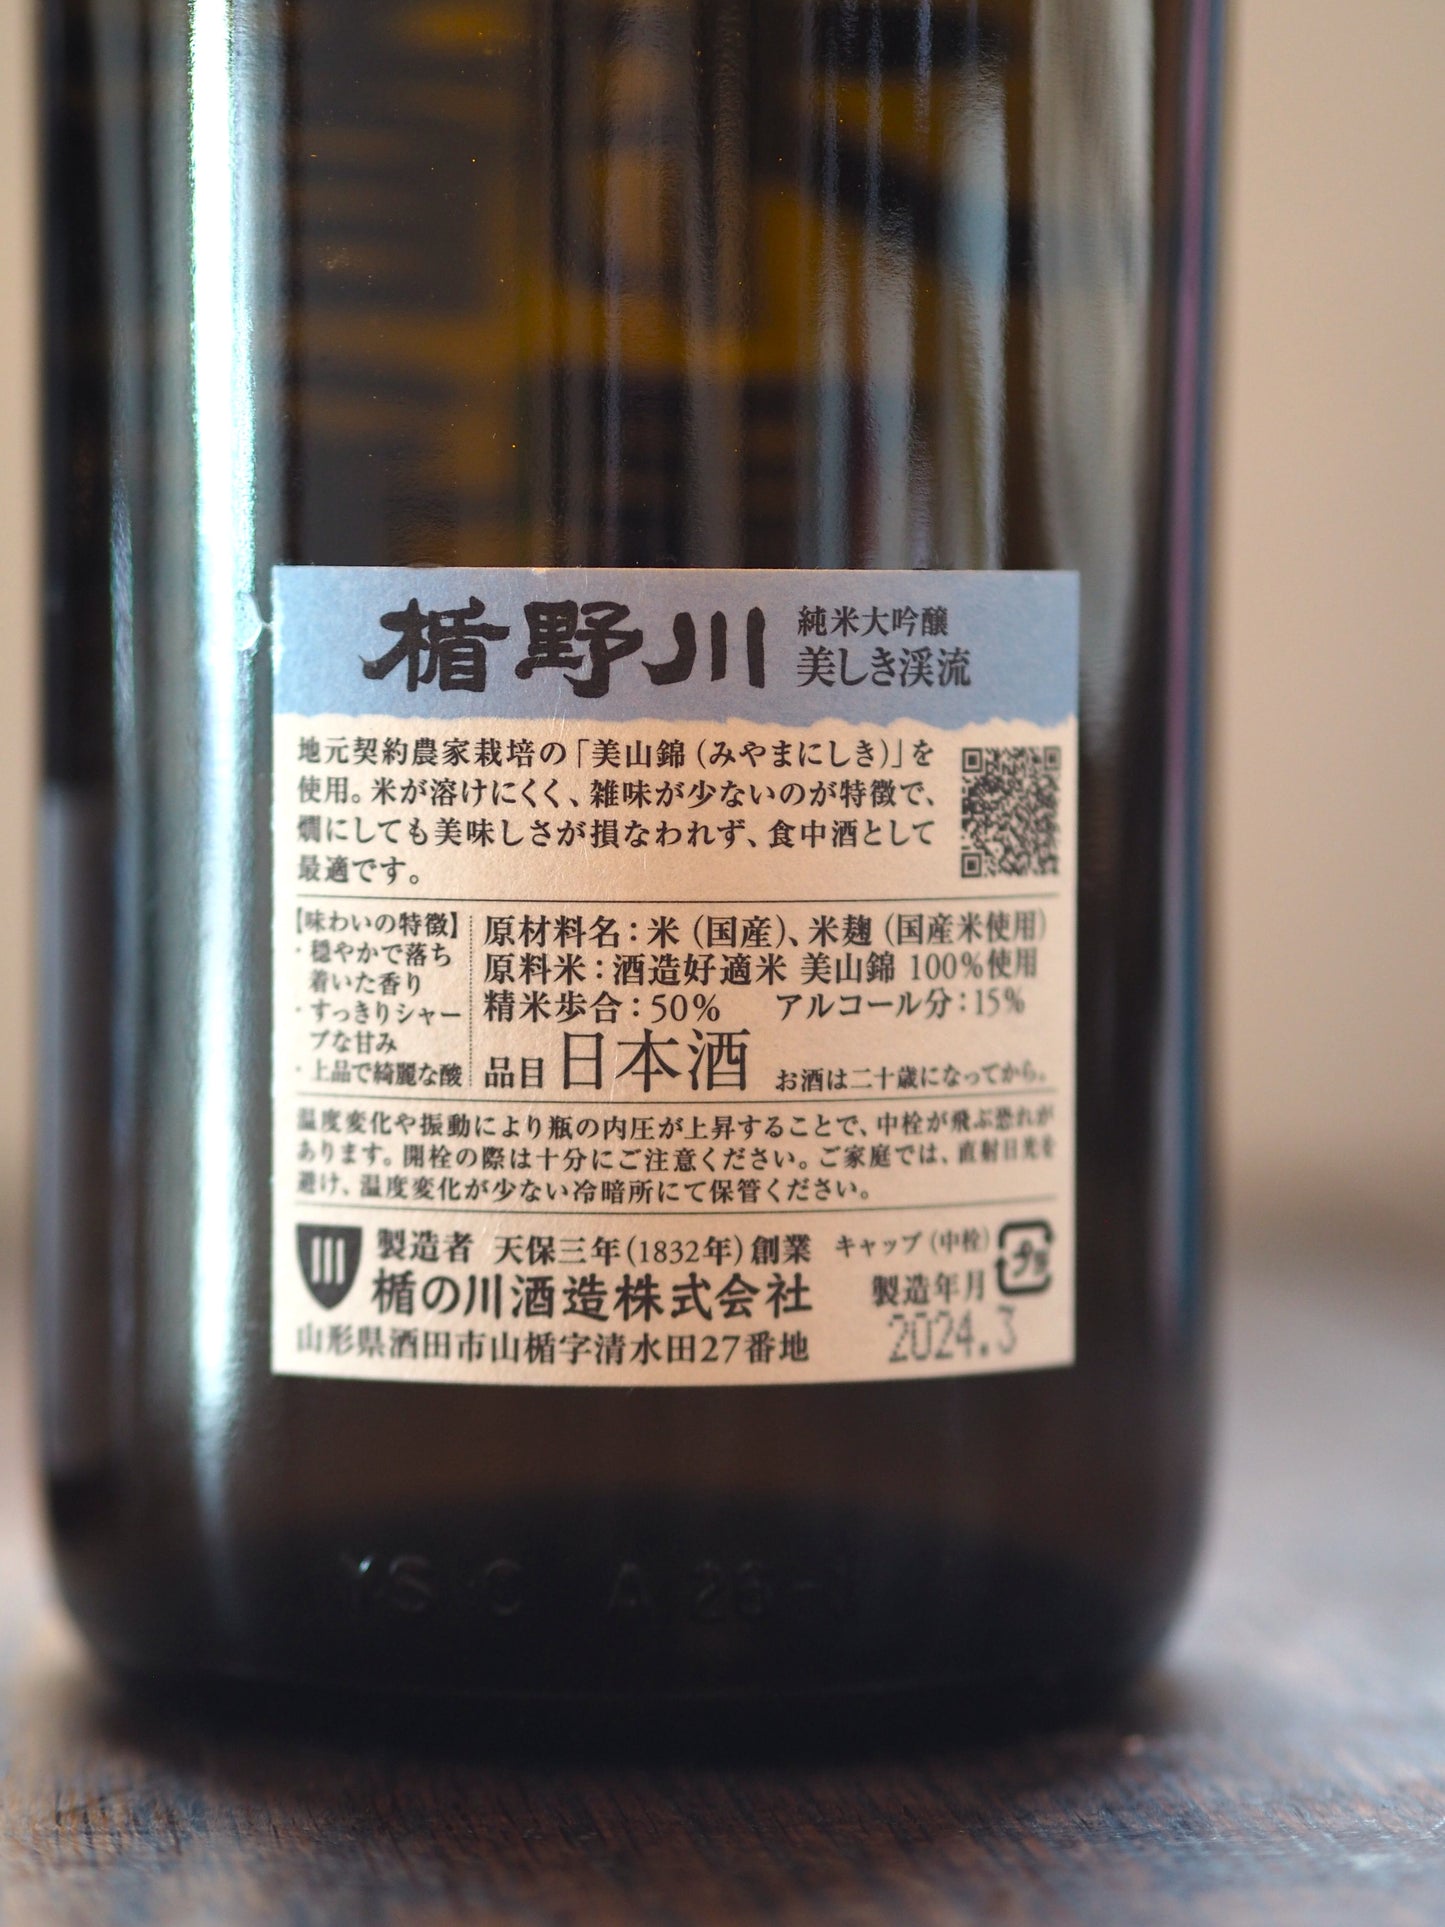 楯野川
純米大吟醸
美しき渓流
地元契約農家栽培の「美山錦（みやまにしき）」を
使用。米が溶けにくく、雑味が少ないのが特徴で、
燗にしても美味しさが損なわれず、食中酒として
最適です。
【味わいの特徴】
・穏やかで落ち
着いた香り
・すっきりシャー
プな甘み
・上品で綺麗な酸
原材料名：米（国産）、米麹（国産米使用）
原料米：酒造好適米 美山錦 100%使用
精米歩合：50% アルコール分：15%
品目 日本酒 お酒は二十歳になってから。
温度変化や振動により瓶の内圧が上昇することで、中栓が飛ぶ恐れが
あります。開栓の際は十分にご注意ください。ご家庭では、直射日光を
避け、温度変化が少ない冷暗所にて保管ください。
製造者 天保三年（1832年）創業
楯の川酒造株式会社
山形県酒田市山楯字清水田27番地
キャップ（中栓）
プラ
製造年月
2024.3